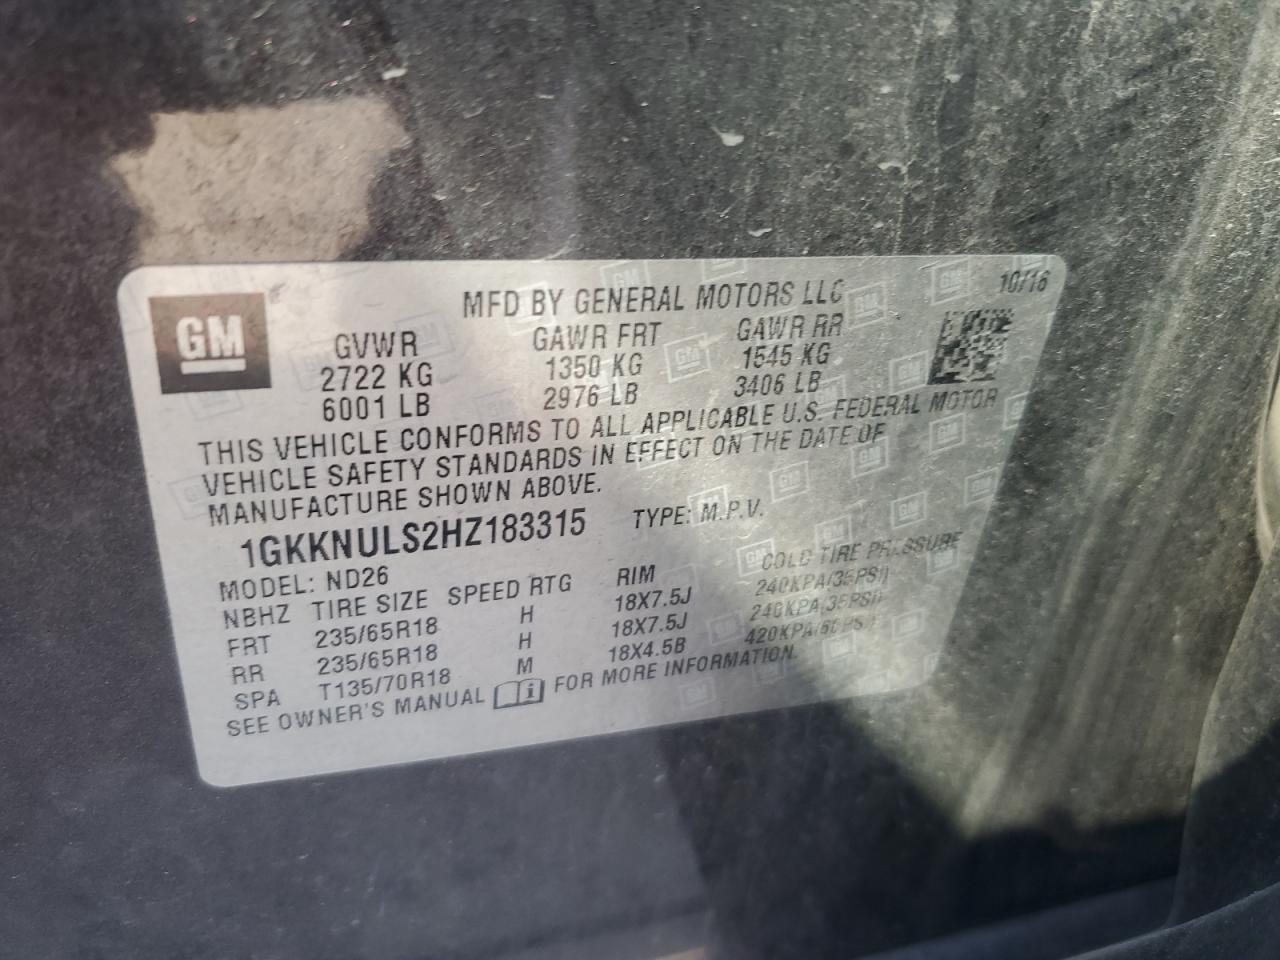 GM
MFD BY GENERAL MOTORS LLC
10/16
GVWR GAWR FRT GAWR RR
2722 KG 1350 KG 1545 KG
6001 LB 2976 LB 3406 LB
THIS VEHICLE CONFORMS TO ALL APPLICABLE U.S. FEDERAL MOTOR
VEHICLE SAFETY STANDARDS IN EFFECT ON THE DATE OF
MANUFACTURE SHOWN ABOVE.
1GKKNULS2HZ183315 TYPE: M.P.V.
MODEL: ND26
NBHZ TIRE SIZE SPEED RTG RIM COLD TIRE PRESSURE
FRT 235/65R18 H 18X7.5J 240KPA(35PSI)
RR 235/65R18 H 18X7.5J 240KPA(35PSI)
SPA T135/70R18 M 18X4.5B 420KPA(60PSI)
SEE OWNER'S MANUAL FOR MORE INFORMATION.